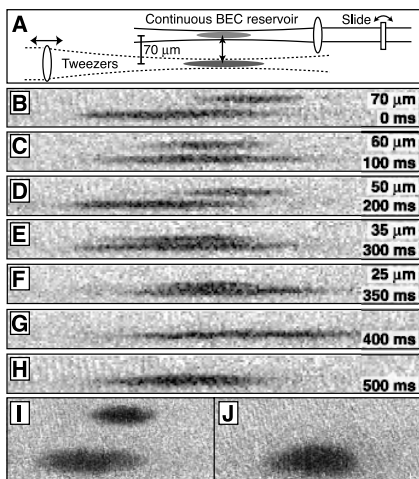 A
Continuous BEC reservoir
Slide
70 µm
Tweezers
B
70 µm
0 ms
C
60 µm
100 ms
D
50 µm
200 ms
E
35 µm
300 ms
F
25 µm
350 ms
G
400 ms
H
500 ms
I
J